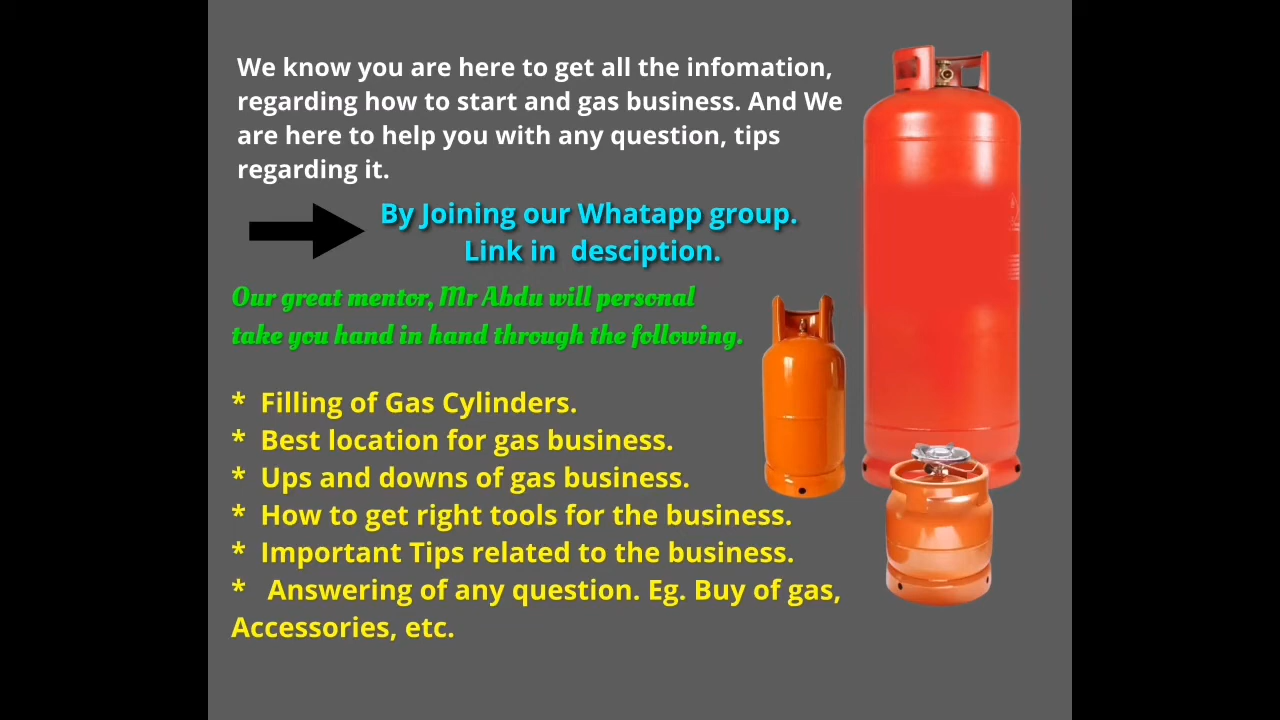 We know you are here to get all the infomation,
regarding how to start and gas business. And We
are here to help you with any question, tips
regarding it.
By Joining our Whatapp group.
Link in desciption.
Our great mentor, Mr Abdu will personal
take you hand in hand through the following.
* Filling of Gas Cylinders.
* Best location for gas business.
* Ups and downs of gas business.
* How to get right tools for the business.
* Important Tips related to the business.
* Answering of any question. Eg. Buy of gas,
Accessories, etc.